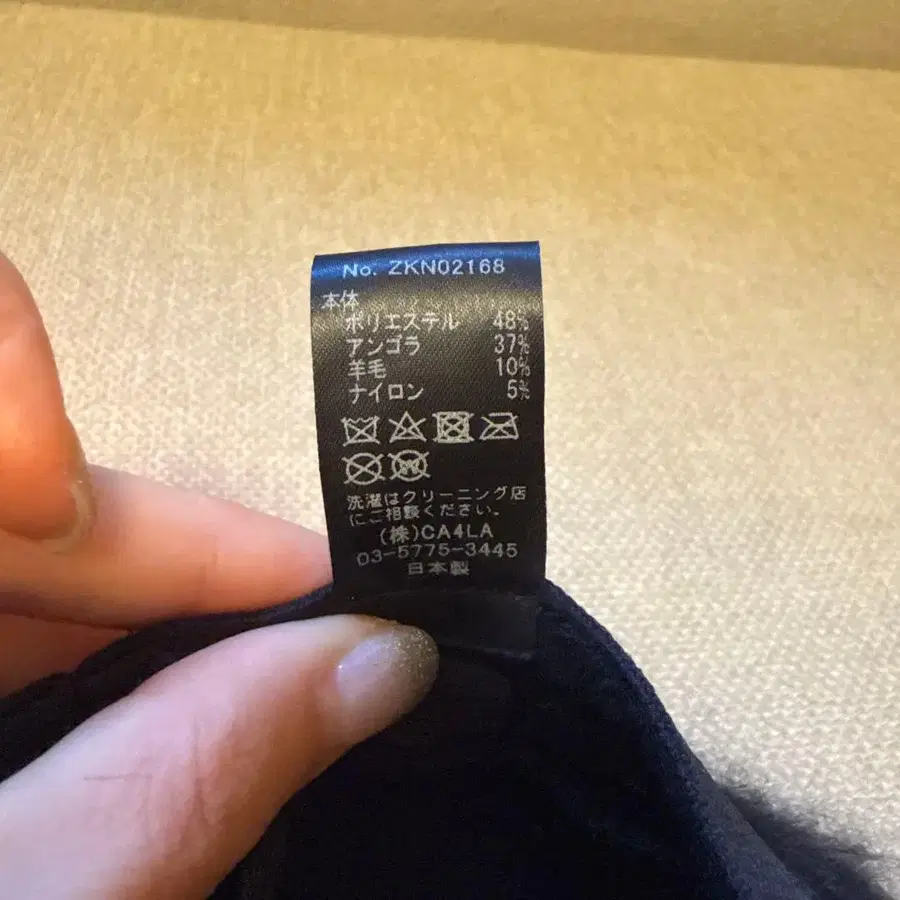 No. ZKN02168
本体
ポリエステル 48%
アンゴラ 37%
羊毛 10%
ナイロン 5%
洗濯はクリーニング店
にご相談ください。
(株)CA4LA
03-5775-3445
日本製